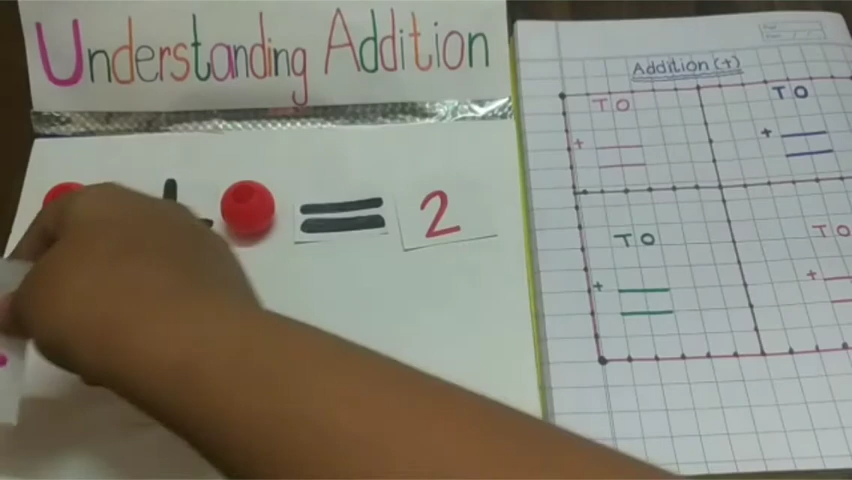 Understanding Addition
+ = 2
Addition (+)
T O
+
T O
+
T O
+
T O
+